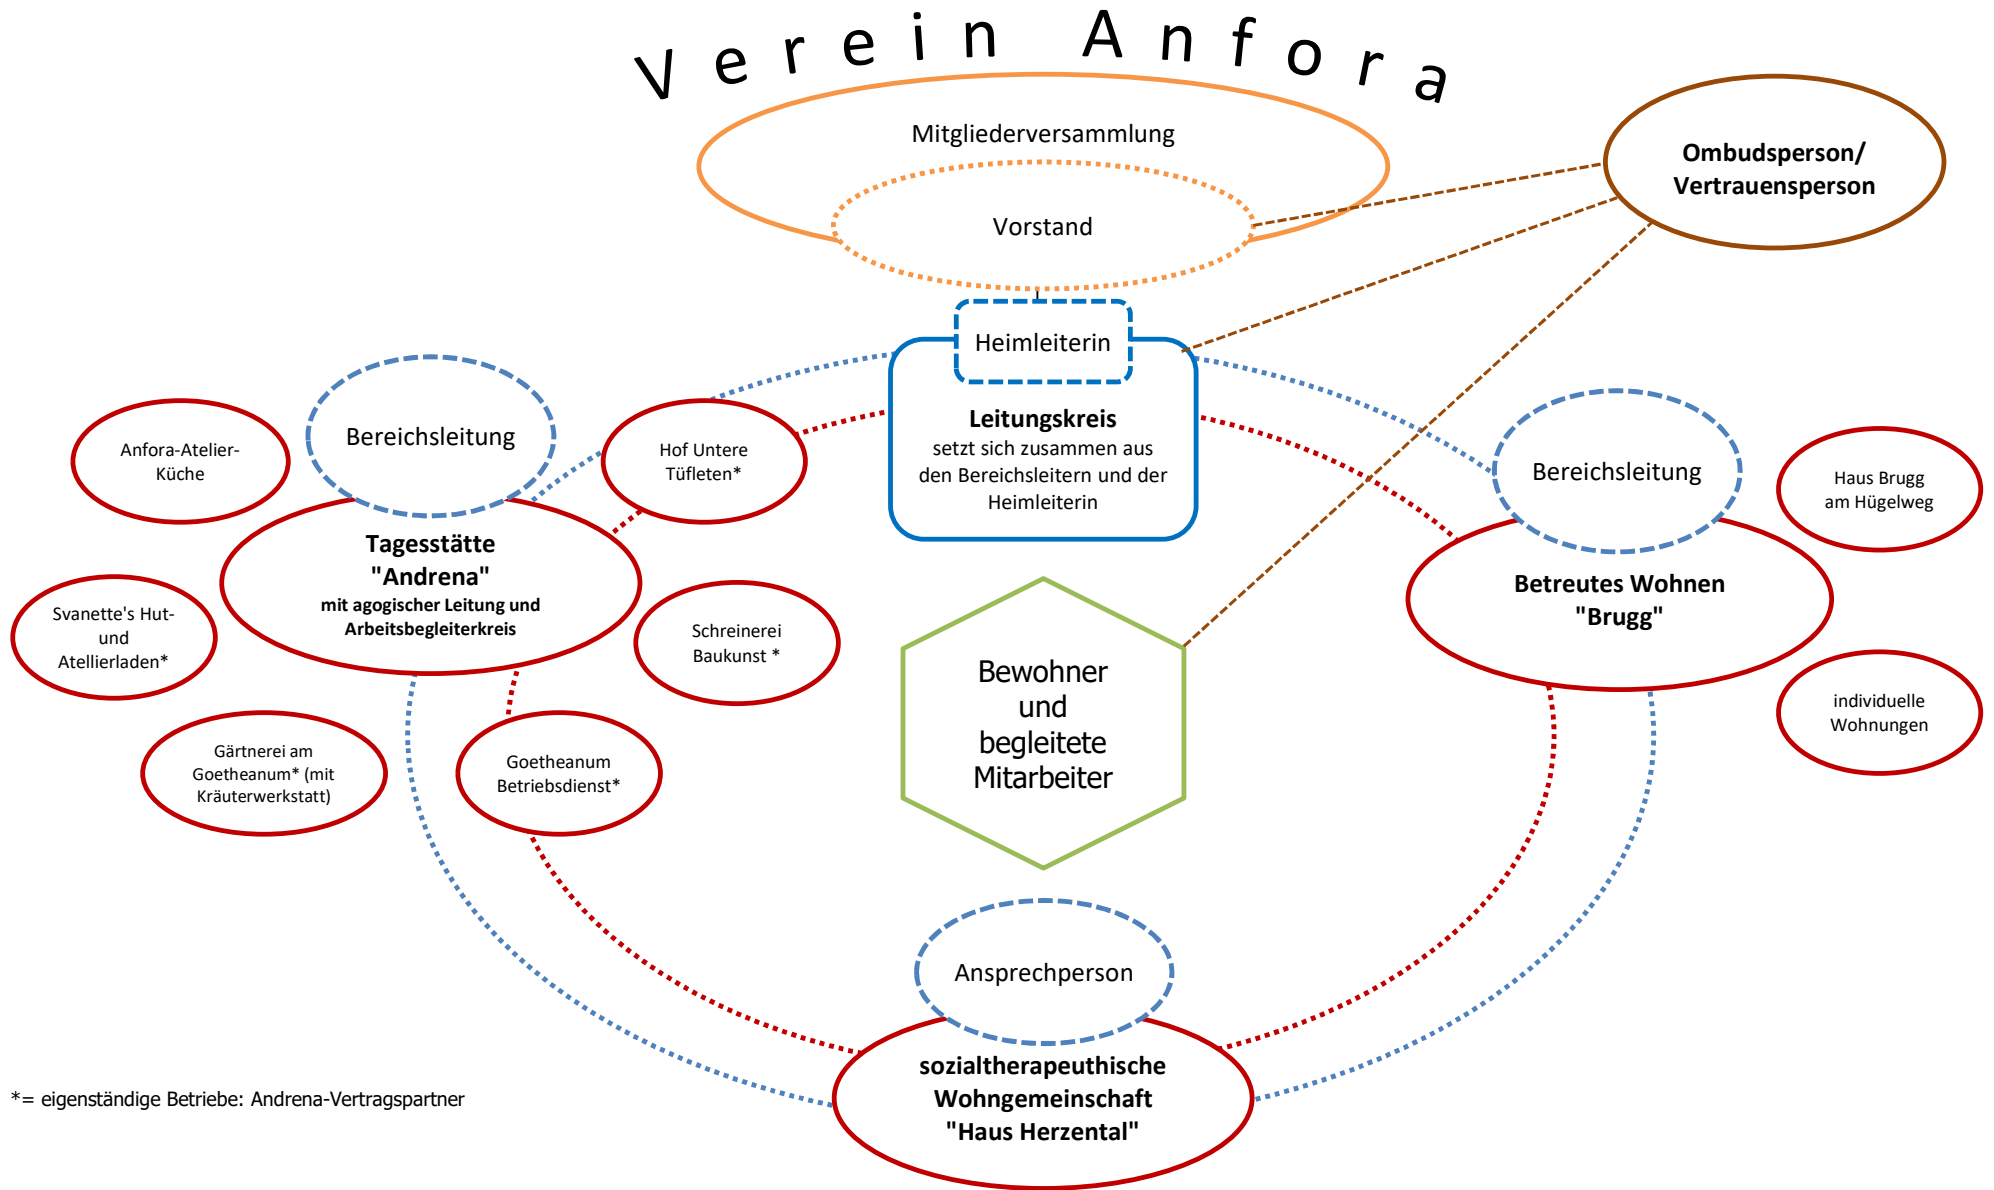 Verein Anfora
Mitgliederversammlung
Vorstand
Ombudsperson/
Vertrauensperson
Heimleiterin
Leitungskreis
setzt sich zusammen aus
den Bereichsleitern und der
Heimleiterin
Bereichsleitung
Anfora-Atelier-
Küche
Hof Untere
Tüfleten*
Tagesstätte
"Andrena"
mit agogischer Leitung und
Arbeitsbegleiterkreis
Svanette's Hut-
und
Atellierladen*
Schreinerei
Baukunst *
Gärtnerei am
Goetheanum* (mit
Kräuterwerkstatt)
Goetheanum
Betriebsdienst*
Bewohner
und
begleitete
Mitarbeiter
Bereichsleitung
Haus Brugg
am Hügelweg
Betreutes Wohnen
"Brugg"
individuelle
Wohnungen
Ansprechperson
sozialtherapeuthische
Wohngemeinschaft
"Haus Herzental"
*= eigenständige Betriebe: Andrena-Vertragspartner